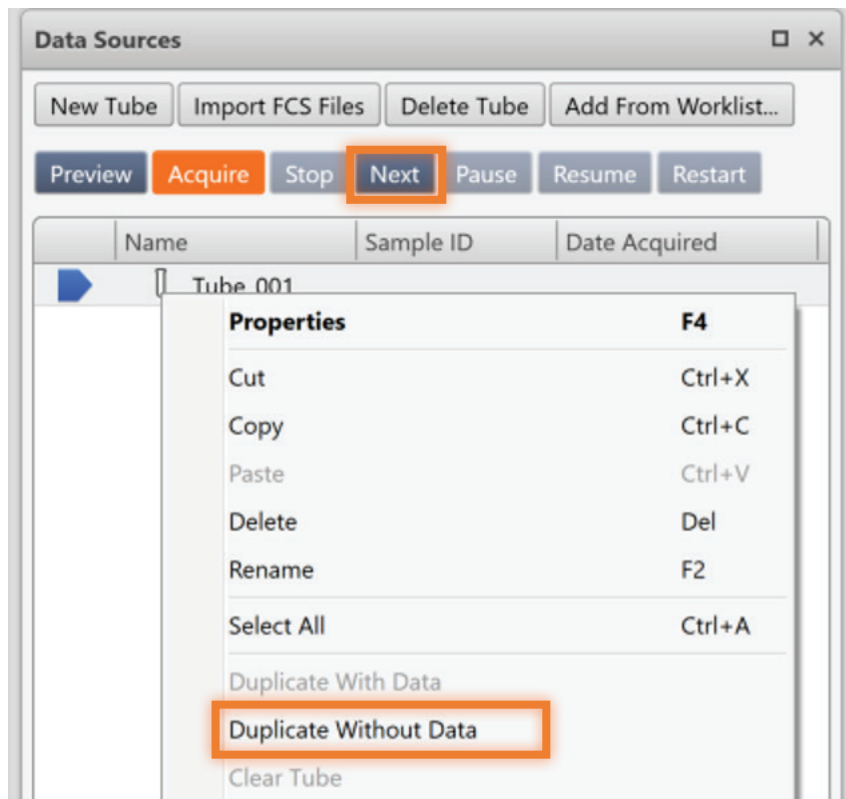 Data Sources
New Tube Import FCS Files Delete Tube Add From Worklist...
Preview Acquire Stop Next Pause Resume Restart
Name Sample ID Date Acquired
Tube_001
Properties F4
Cut Ctrl+X
Copy Ctrl+C
Paste Ctrl+V
Delete Del
Rename F2
Select All Ctrl+A
Duplicate With Data
Duplicate Without Data
Clear Tube